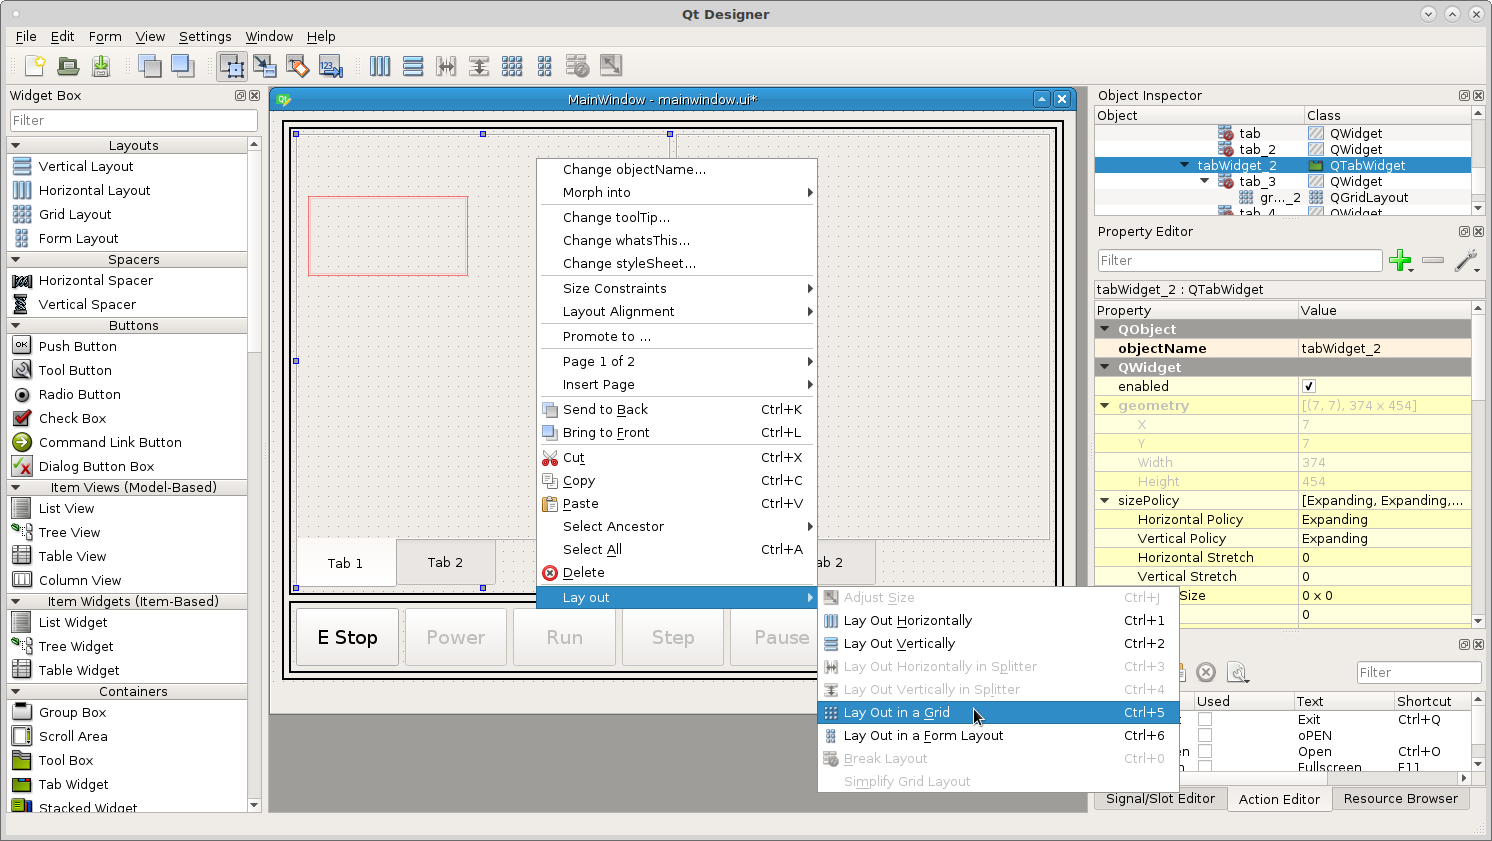 Qt Designer
File Edit Form View Settings Window Help
123
Widget Box
Filter
Layouts
Vertical Layout
Horizontal Layout
Grid Layout
Form Layout
Spacers
Horizontal Spacer
Vertical Spacer
Buttons
OK Push Button
Tool Button
Radio Button
Check Box
Command Link Button
Dialog Button Box
Item Views (Model-Based)
List View
Tree View
Table View
Column View
Item Widgets (Item-Based)
List Widget
Tree Widget
Table Widget
Containers
Group Box
Scroll Area
Tool Box
Tab Widget
Stacked Widget
Qt MainWindow - mainwindow.ui*
Tab 1 Tab 2
ab 2
E Stop Power Run Step Pause
Change objectName...
Morph into
Change toolTip...
Change whatsThis...
Change styleSheet...
Size Constraints
Layout Alignment
Promote to ...
Page 1 of 2
Insert Page
Send to Back Ctrl+K
Bring to Front Ctrl+L
Cut Ctrl+X
Copy Ctrl+C
Paste Ctrl+V
Select Ancestor
Select All Ctrl+A
Delete
Lay out
Adjust Size Ctrl+J
Lay Out Horizontally Ctrl+1
Lay Out Vertically Ctrl+2
Lay Out Horizontally in Splitter Ctrl+3
Lay Out Vertically in Splitter Ctrl+4
Lay Out in a Grid Ctrl+5
Lay Out in a Form Layout Ctrl+6
Break Layout Ctrl+0
Simplify Grid Layout
Object Inspector
Object Class
tab QWidget
tab_2 QWidget
tabWidget_2 QTabWidget
tab_3 QWidget
gr..._2 QGridLayout
tab_4 QWidget
Property Editor
Filter
tabWidget_2 : QTabWidget
Property Value
QObject
objectName tabWidget_2
QWidget
enabled
geometry [(7, 7), 374 x 454]
X 7
Y 7
Width 374
Height 454
sizePolicy [Expanding, Expanding,...
Horizontal Policy Expanding
Vertical Policy Expanding
Horizontal Stretch 0
Vertical Stretch 0
Size 0 x 0
0
Filter
Used Text Shortcut
Exit Ctrl+Q
oPEN
en Open Ctrl+O
Fullscreen F11
Signal/Slot Editor Action Editor Resource Browser